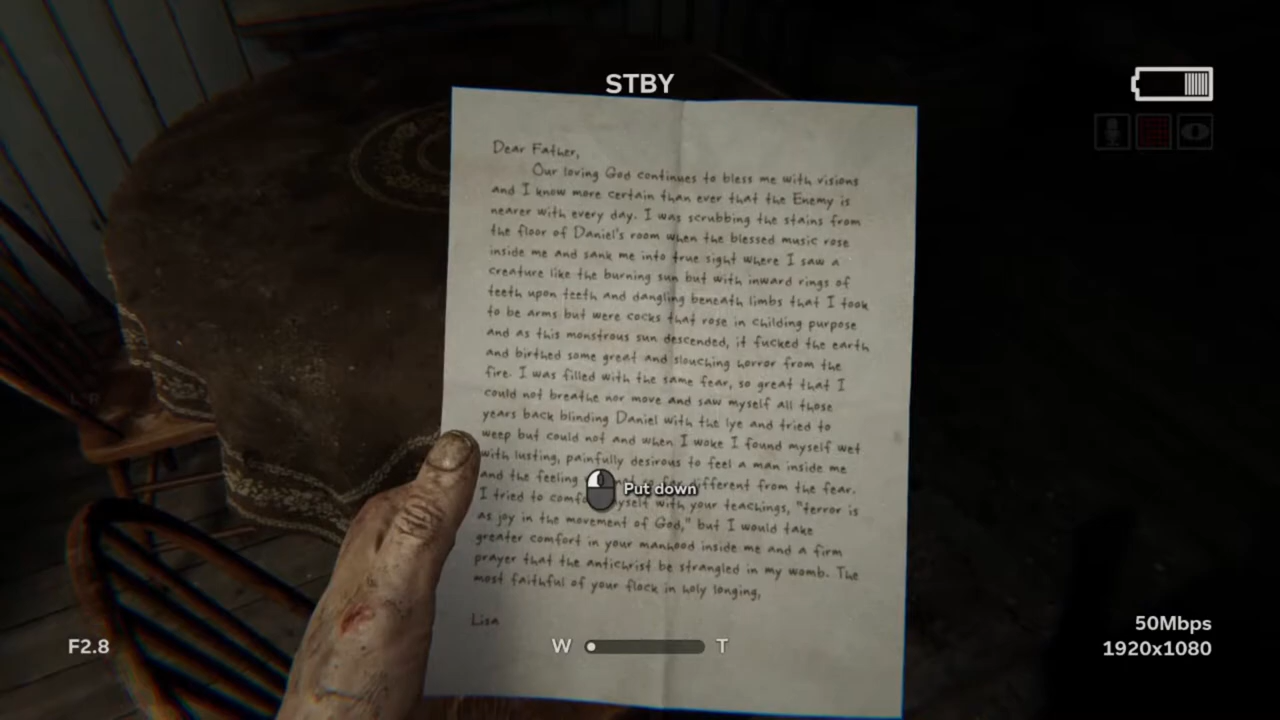 STBY
Dear Father,
Our loving God continues to bless me with visions
and I know more certain than ever that the Enemy is
nearer with every day. I was scrubbing the stains from
the floor of Daniel's room when the blessed music rose
inside me and sank me into true sight where I saw a
creature like the burning sun but with inward rings of
teeth upon teeth and dangling beneath limbs that I took
to be arms but were cocks that rose in childing purpose
and as this monstrous sun descended, it fucked the earth
and birthed some great and slouching horror from the
fire. I was filled with the same fear, so great that I
could not breathe nor move and saw myself all those
years back blinding Daniel with the lye and tried to
weep but could not and when I woke I found myself wet
with lusting, painfully desirous to feel a man inside me
and the feeling not so far different from the fear.
I tried to comfort myself with your teachings, "terror is
as joy in the movement of God," but I would take
greater comfort in your manhood inside me and a firm
prayer that the antichrist be strangled in my womb. The
most faithful of your flock in holy longing,
Lisa
Put down
F2.8
W T
50Mbps
1920x1080